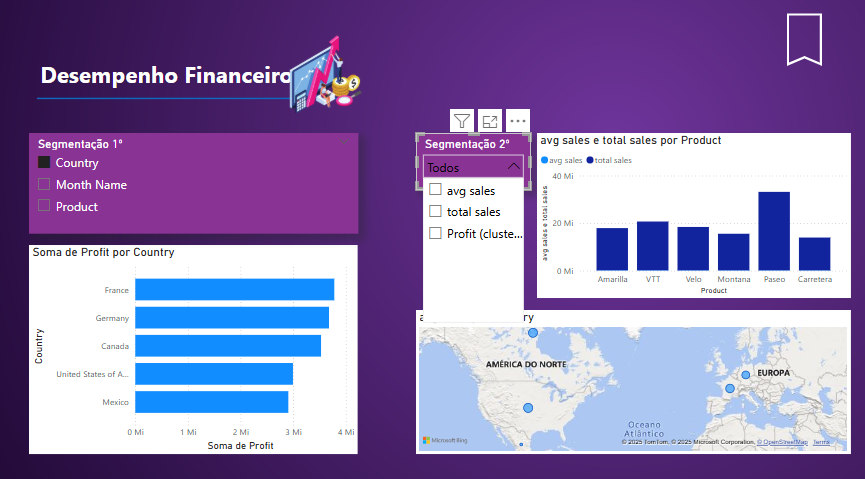 Desempenho Financeiro
Segmentação 1º
Country
Month Name
Product
Soma de Profit por Country
Country
France
Germany
Canada
United States of A...
Mexico
0 Mi 1 Mi 2 Mi 3 Mi 4 Mi
Soma de Profit
Segmentação 2º
Todos
avg sales
total sales
Profit (cluste...
avg sales e total sales por Product
avg sales total sales
avg sales e total sales
40 Mi
20 Mi
0 Mi
Amarilla VTT Velo Montana Paseo Carretera
Product
AMÉRICA DO NORTE
EUROPA
Oceano
Atlântico
Microsoft Bing
© 2025 TomTom, © 2025 Microsoft Corporation, © OpenStreetMap Terms